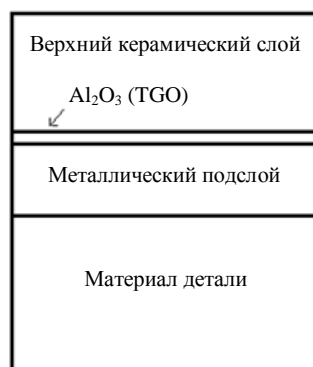 Верхний керамический слой
Al₂O₃ (TGO)
Металлический подслой
Материал детали